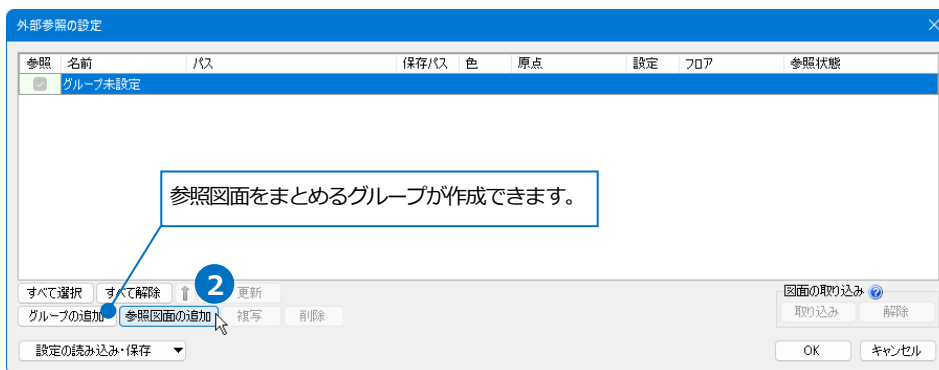 外部参照の設定
参照 名前 パス 保存パス 色 原点 設定 フロア 参照状態
グループ未設定
参照図面をまとめるグループが作成できます。
すべて選択 すべて解除 2 更新
図面の取り込み
グループの追加 参照図面の追加 複写 削除
取り込み 解除
設定の読み込み・保存
OK キャンセル